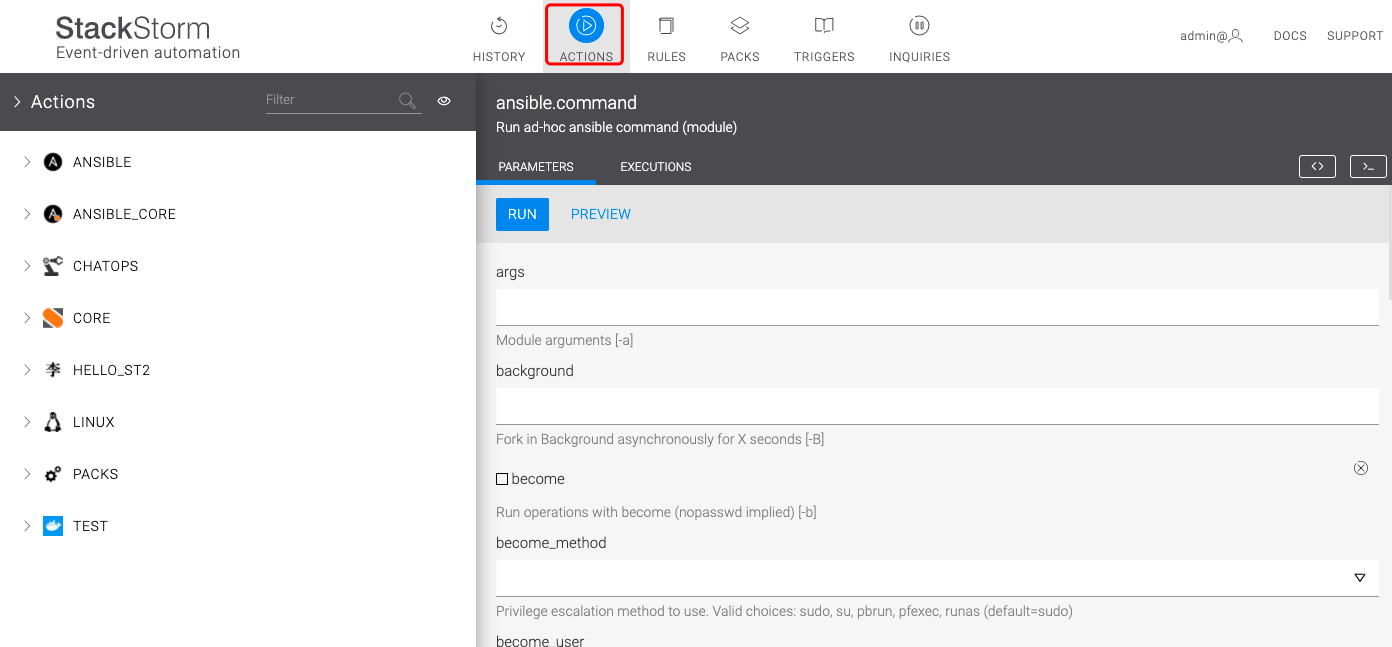 StackStorm
Event-driven automation
HISTORY
ACTIONS
RULES
PACKS
TRIGGERS
INQUIRIES
admin@
DOCS
SUPPORT
Actions
Filter
ANSIBLE
ANSIBLE_CORE
CHATOPS
CORE
李 HELLO_ST2
LINUX
PACKS
TEST
ansible.command
Run ad-hoc ansible command (module)
PARAMETERS
EXECUTIONS
RUN
PREVIEW
args
Module arguments [-a]
background
Fork in Background asynchronously for X seconds [-B]
become
Run operations with become (nopasswd implied) [-b]
become_method
Privilege escalation method to use. Valid choices: sudo, su, pbrun, pfexec, runas (default=sudo)
become_user